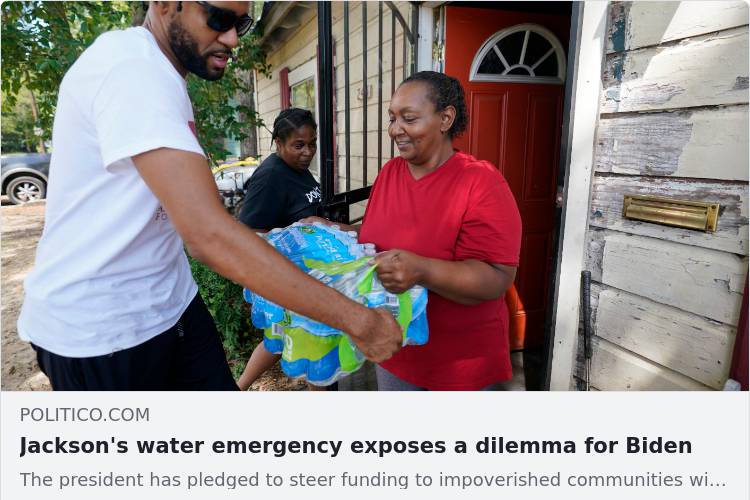 DON'T
POLITICO.COM
Jackson's water emergency exposes a dilemma for Biden
The president has pledged to steer funding to impoverished communities wi...